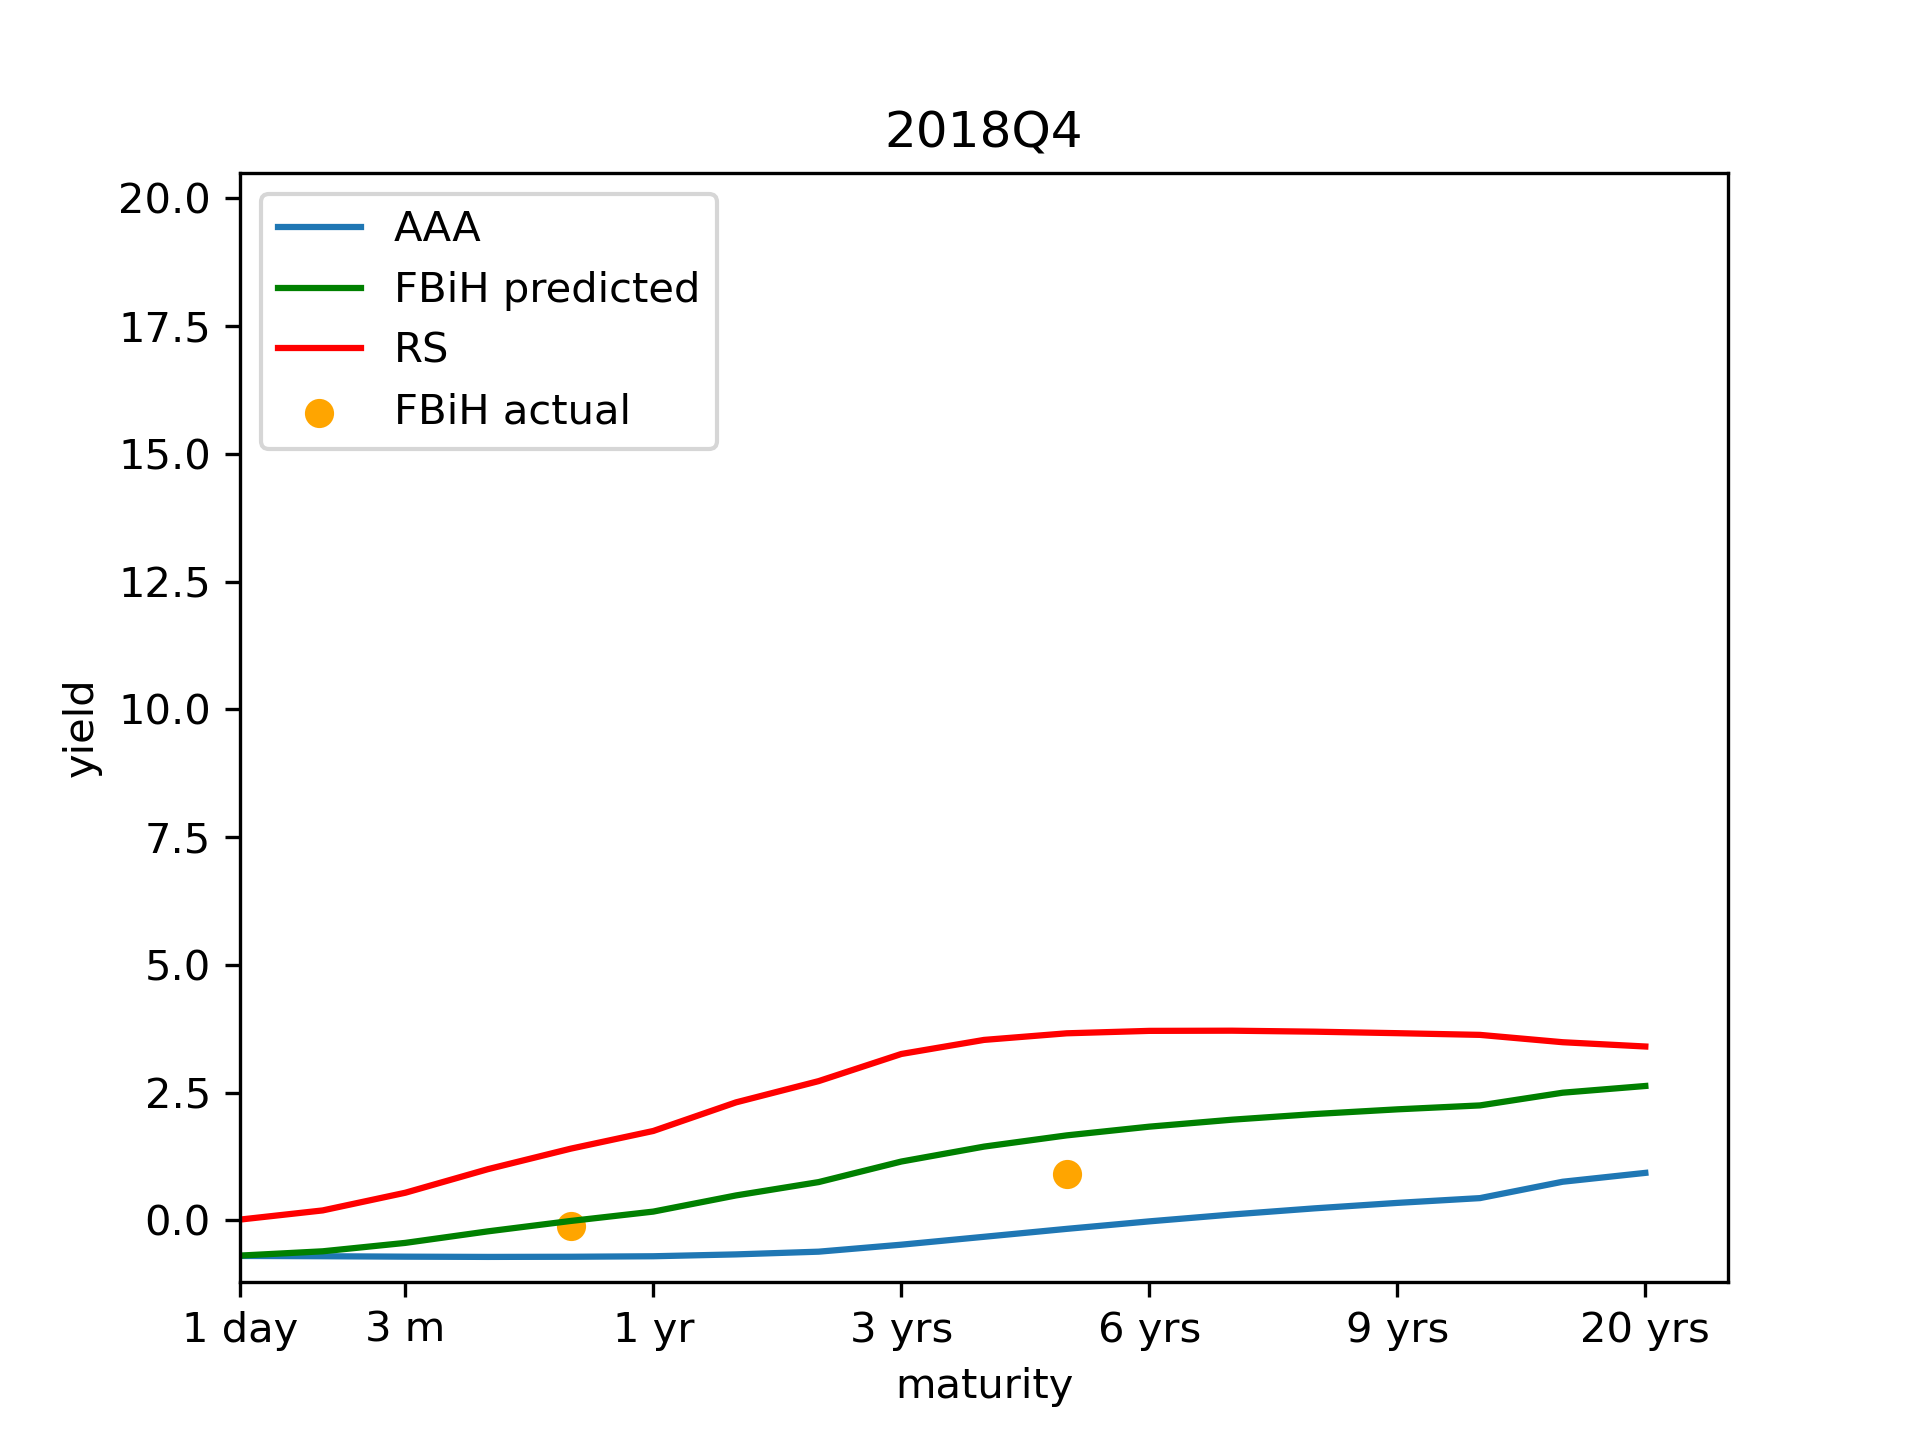 2018Q4
AAA
FBiH predicted
RS
FBiH actual
20.0
17.5
15.0
12.5
10.0
7.5
5.0
2.5
0.0
yield
1 day 3 m 1 yr 3 yrs 6 yrs 9 yrs 20 yrs
maturity